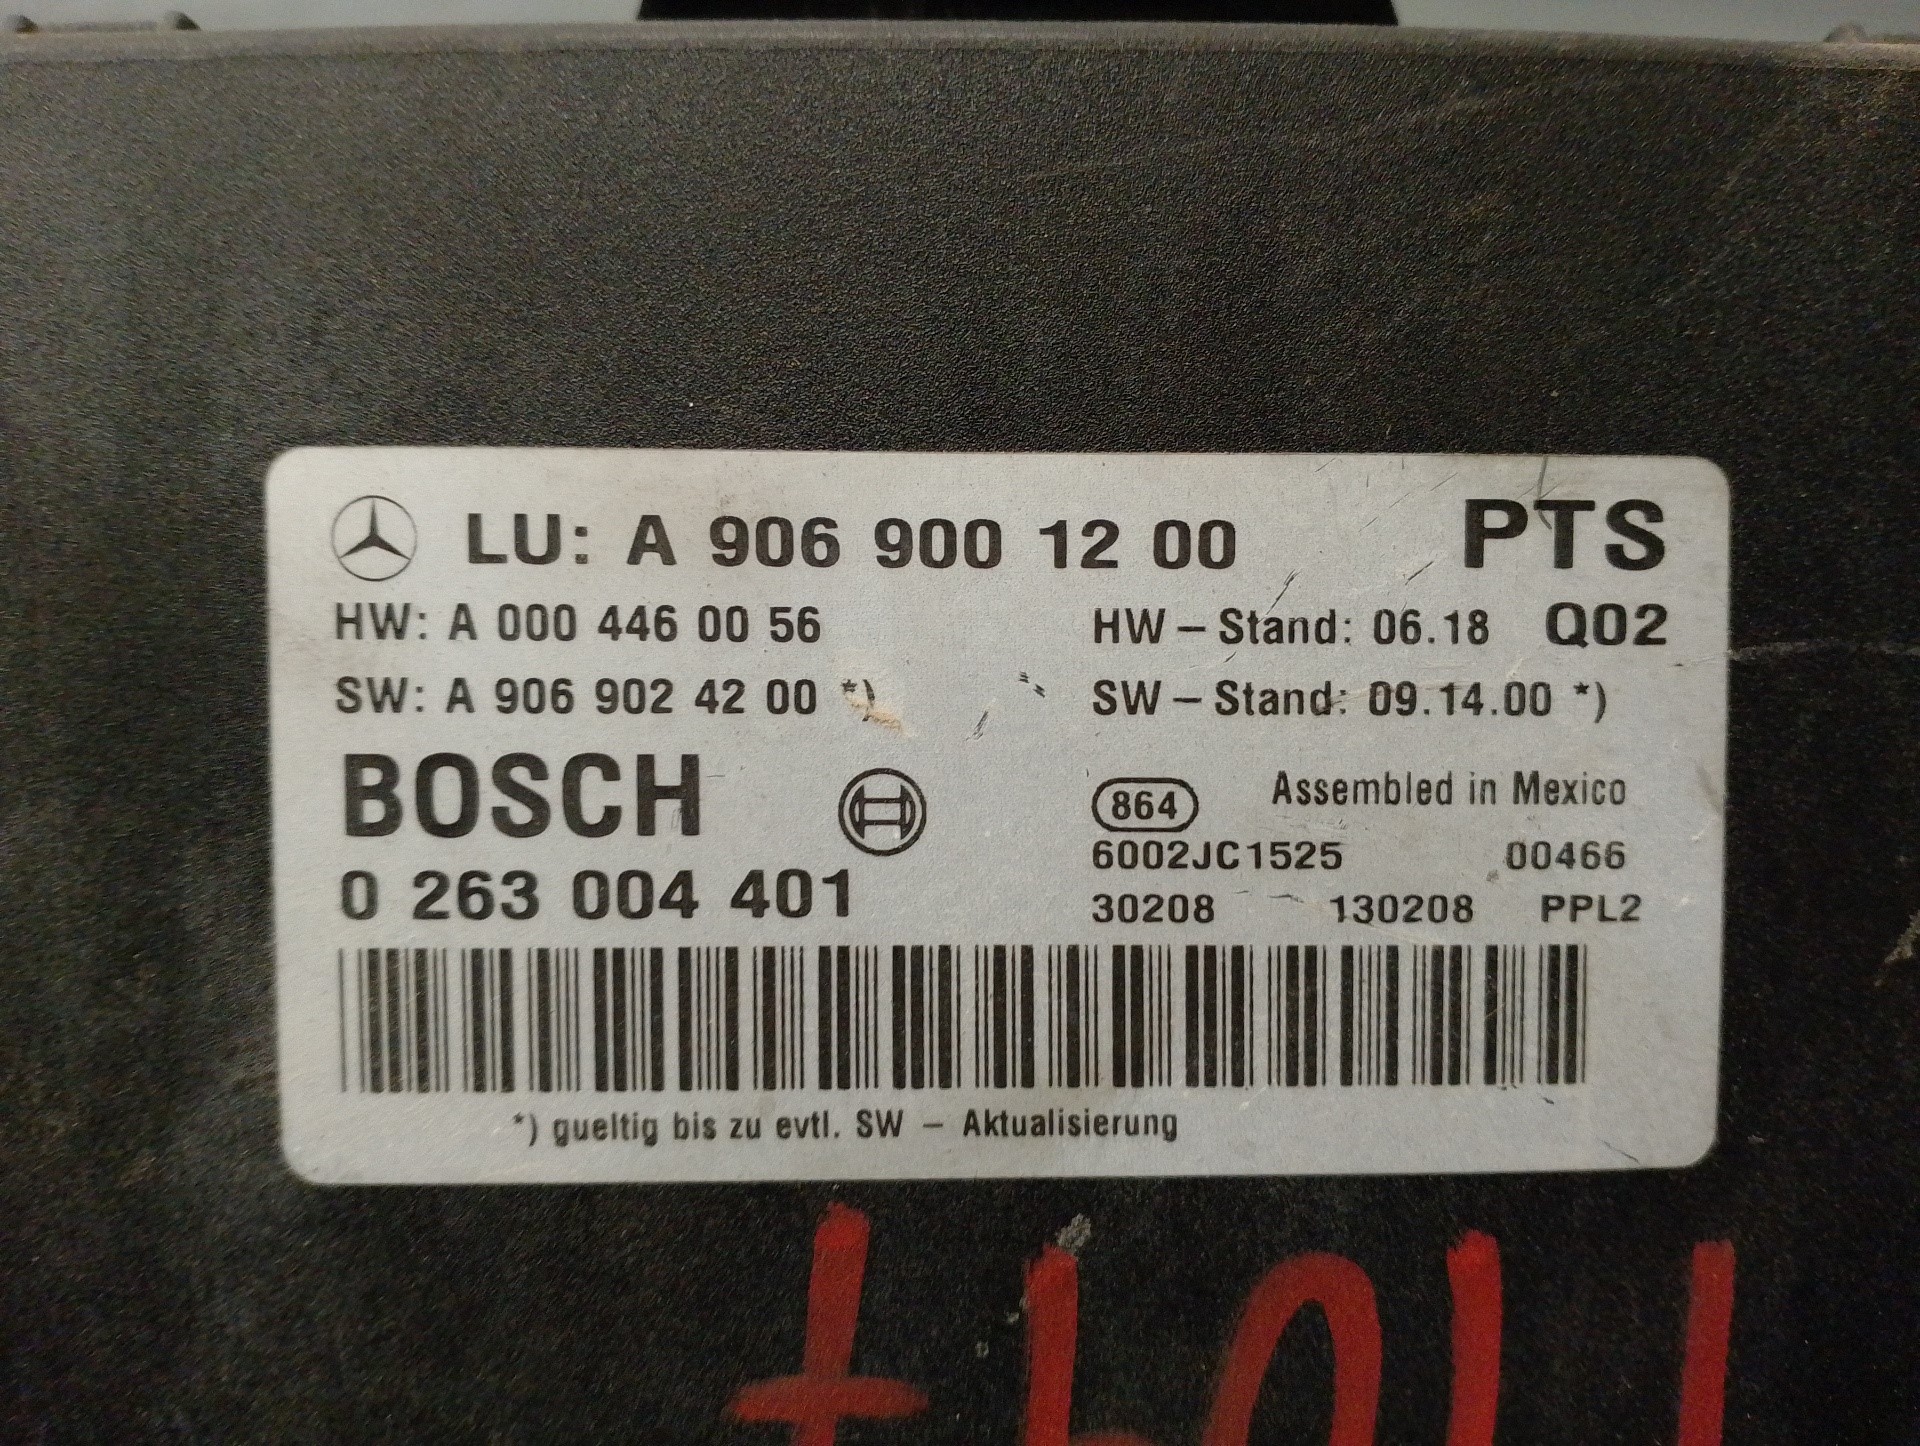 LU: A 906 900 12 00 PTS
HW: A 000 446 00 56 HW – Stand: 06.18 Q02
SW: A 906 902 42 00 *) SW – Stand: 09.14.00 *)
BOSCH
864 Assembled in Mexico
6002JC1525 00466
0 263 004 401
30208 130208 PPL2
*) gueltig bis zu evtl. SW – Aktualisierung